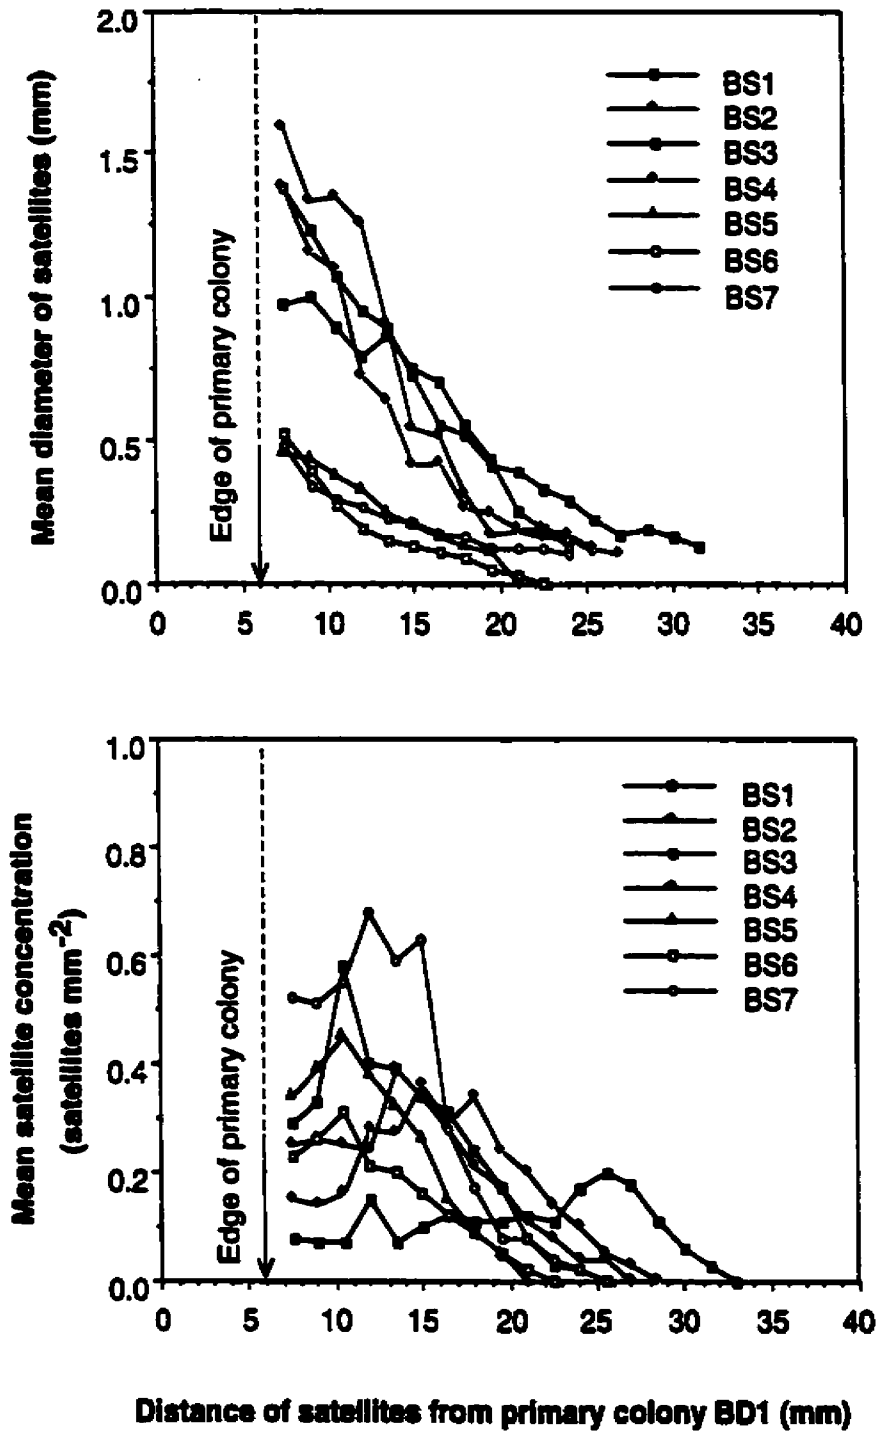 2.0
1.5
1.0
0.5
0.0
Mean diameter of satellites (mm)
Edge of primary colony
BS1
BS2
BS3
BS4
BS5
BS6
BS7
0 5 10 15 20 25 30 35 40
1.0
0.8
0.6
0.4
0.2
0.0
Mean satellite concentration
(satellites mm⁻²)
Edge of primary colony
BS1
BS2
BS3
BS4
BS5
BS6
BS7
0 5 10 15 20 25 30 35 40
Distance of satellites from primary colony BD1 (mm)